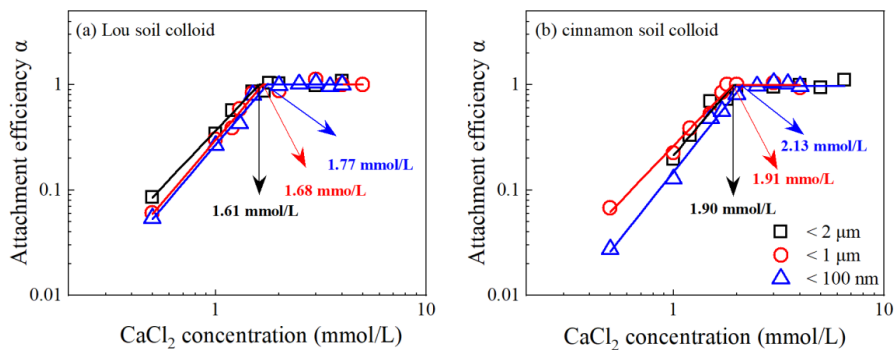 (a) Lou soil colloid
Attachment efficiency α
1
0.1
0.01
1.77 mmol/L
1.68 mmo/L
1.61 mmol/L
1
10
CaCl₂ concentration (mmol/L)
(b) cinnamon soil colloid
Attachment efficiency α
1
0.1
0.01
2.13 mmol/L
1.91 mmo/L
1.90 mmol/L
< 2 μm
< 1 μm
< 100 nm
1
10
CaCl₂ concentration (mmol/L)